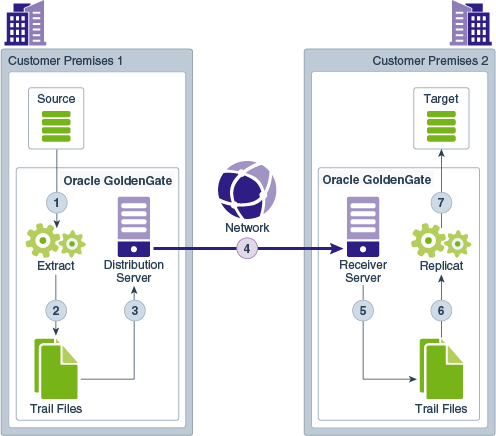 Customer Premises 1
Source
Oracle GoldenGate
1
Extract
Distribution
Server
2
3
Trail Files
Network
4
Customer Premises 2
Target
Oracle GoldenGate
7
Receiver
Server
Replicat
5
6
Trail Files